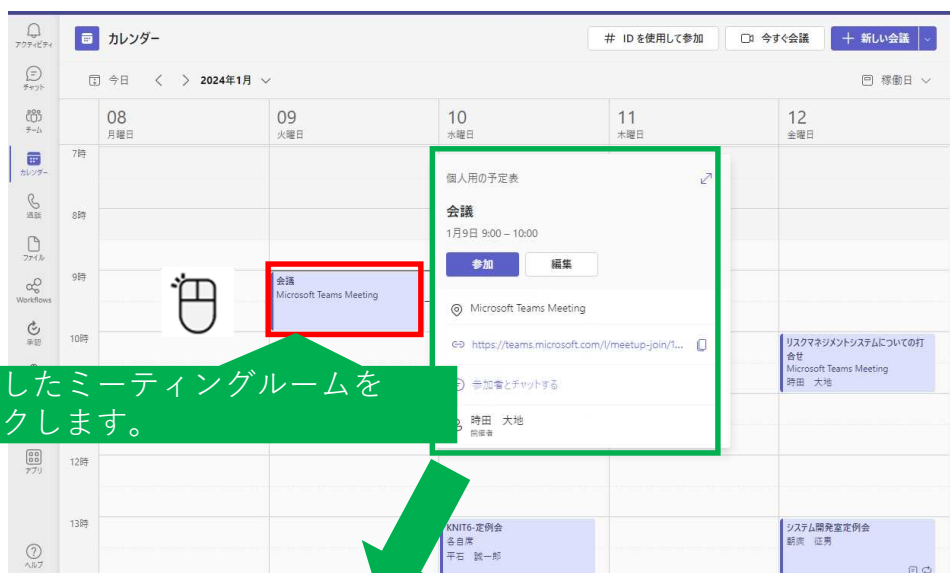 アクティビティ
カレンダー
# IDを使用して参加
今すぐ会議
+ 新しい会議
チャット
今日
2024年1月
稼働日
チーム
08
月曜日
09
火曜日
10
水曜日
11
木曜日
12
金曜日
カレンダー
7時
個人用の予定表
通話
8時
会議
1月9日 9:00 – 10:00
ファイル
参加
編集
9時
会議
Microsoft Teams Meeting
Workflows
Microsoft Teams Meeting
承認
10時
https://teams.microsoft.com/l/meetup-join/1...
リスクマネジメントシステムについての打
合せ
Microsoft Teams Meeting
時田 大地
したミーティングルームを
クします。
参加者とチャットする
時田 大地
開催者
アプリ
12時
13時
KNIT6-定例会
各自席
平石 誠一郎
システム開発室定例会
征男
ヘルプ